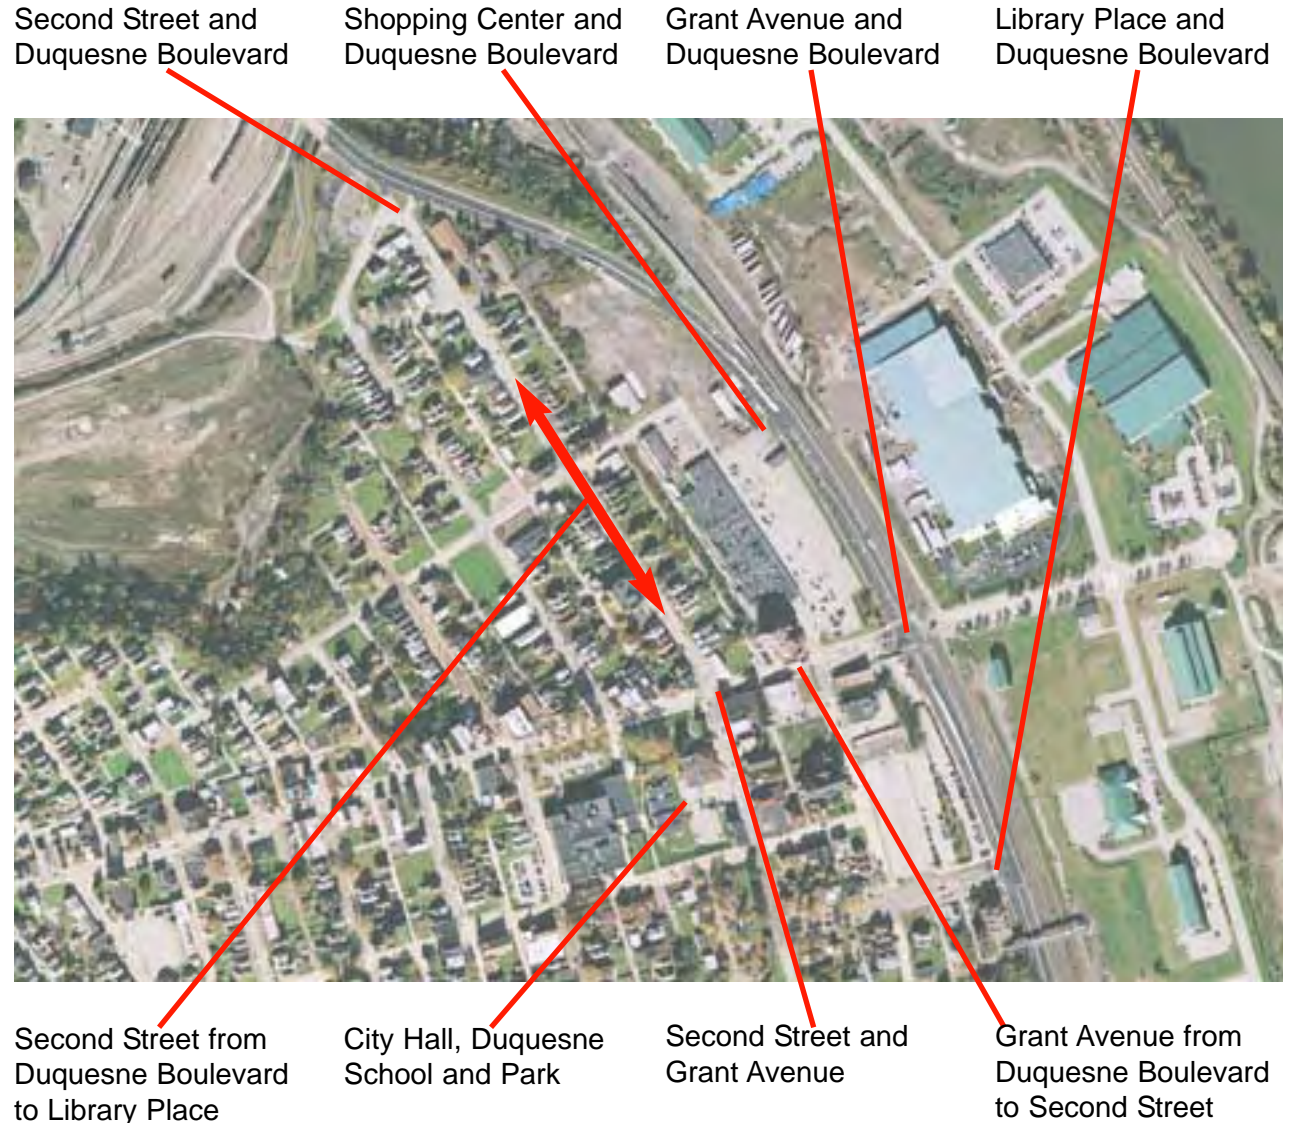 Second Street and
Duquesne Boulevard
Shopping Center and
Duquesne Boulevard
Grant Avenue and
Duquesne Boulevard
Library Place and
Duquesne Boulevard
Second Street from
Duquesne Boulevard
to Library Place
City Hall, Duquesne
School and Park
Second Street and
Grant Avenue
Grant Avenue from
Duquesne Boulevard
to Second Street